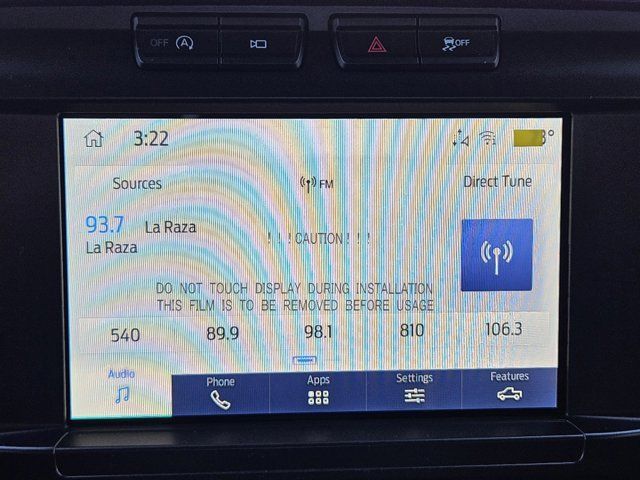 OFF A OFF
3:22
Sources FM Direct Tune
93.7 La Raza
La Raza
! ! ! CAUTION ! ! !
DO NOT TOUCH DISPLAY DURING INSTALLATION
THIS FILM IS TO BE REMOVED BEFORE USAGE
540 89.9 98.1 810 106.3
Audio Phone Apps Settings Features